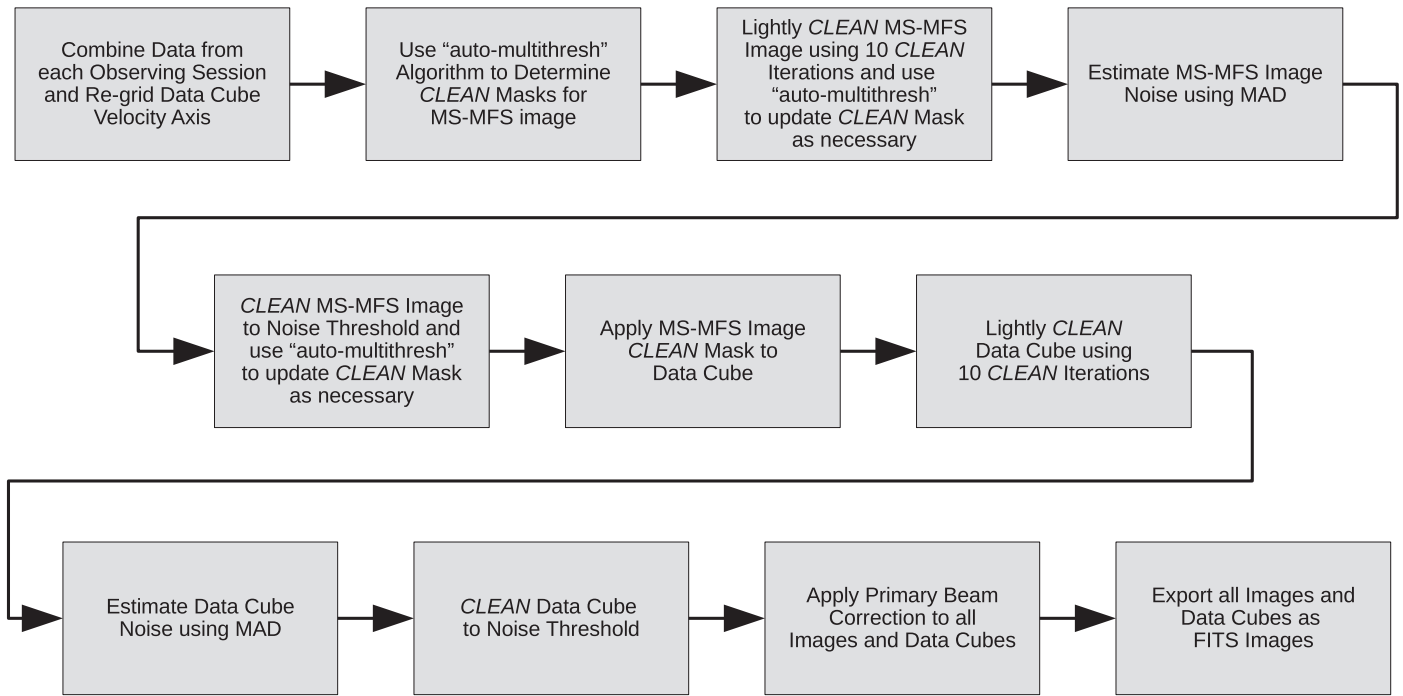 Combine Data from
each Observing Session
and Re-grid Data Cube
Velocity Axis
Use “auto-multithresh”
Algorithm to Determine
CLEAN Masks for
MS-MFS image
Lightly CLEAN MS-MFS
Image using 10 CLEAN
Iterations and use
“auto-multithresh”
to update CLEAN Mask
as necessary
Estimate MS-MFS Image
Noise using MAD
CLEAN MS-MFS Image
to Noise Threshold and
use “auto-multithresh”
to update CLEAN Mask
as necessary
Apply MS-MFS Image
CLEAN Mask to
Data Cube
Lightly CLEAN
Data Cube using
10 CLEAN Iterations
Estimate Data Cube
Noise using MAD
CLEAN Data Cube
to Noise Threshold
Apply Primary Beam
Correction to all
Images and Data Cubes
Export all Images and
Data Cubes as
FITS Images